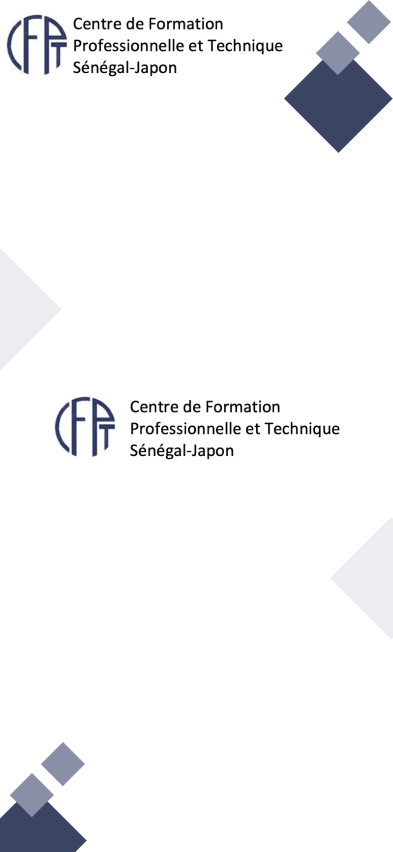 CFPT
Centre de Formation
Professionnelle et Technique
Sénégal-Japon
CFPT
Centre de Formation
Professionnelle et Technique
Sénégal-Japon